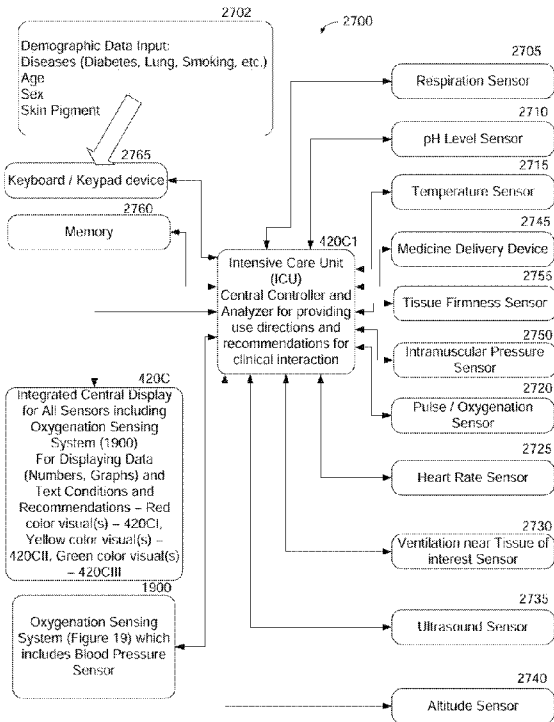 2702
Demographic Data Input:
Diseases (Diabetes, Lung, Smoking, etc.)
Age
Sex
Skin Pigment
2700
2765
Keyboard / Keypad device
2760
Memory
420C1
Intensive Care Unit
(ICU)
Central Controller and
Analyzer for providing
use directions and
recommendations for
clinical interaction
420C
Integrated Central Display
for All Sensors including
Oxygenation Sensing
System (1900)
For Displaying Data
(Numbers, Graphs) and
Text Conditions and
Recommendations – Red
color visual(s) – 420CI,
Yellow color visual(s) –
420CII, Green color visual(s)
– 420CIII
1900
Oxygenation Sensing
System (Figure 19) which
includes Blood Pressure
Sensor
2705
Respiration Sensor
2710
pH Level Sensor
2715
Temperature Sensor
2745
Medicine Delivery Device
2755
Tissue Firmness Sensor
2750
Intramuscular Pressure
Sensor
2720
Pulse / Oxygenation
Sensor
2725
Heart Rate Sensor
2730
Ventilation near Tissue of
interest Sensor
2735
Ultrasound Sensor
2740
Altitude Sensor